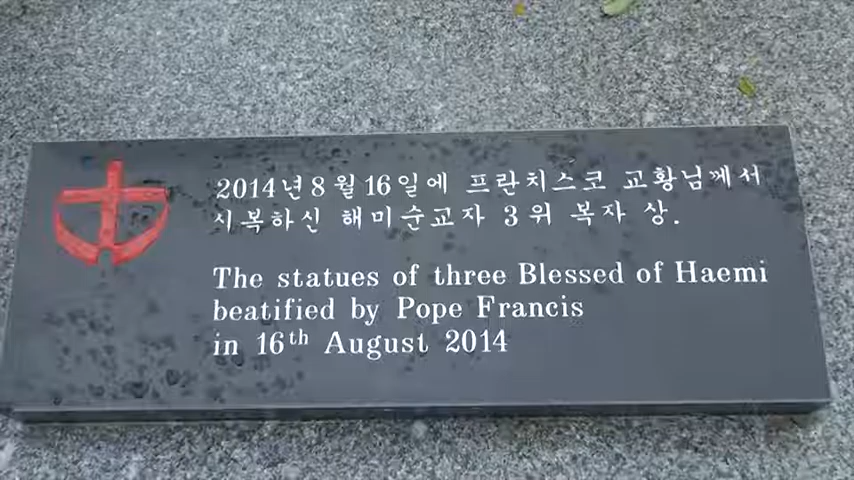 2014년 8월 16일에 프란치스코 교황님께서
시복하신 해미순교자 3위 복자 상.
The statues of three Blessed of Haemi
beatified by Pope Francis
in 16th August 2014